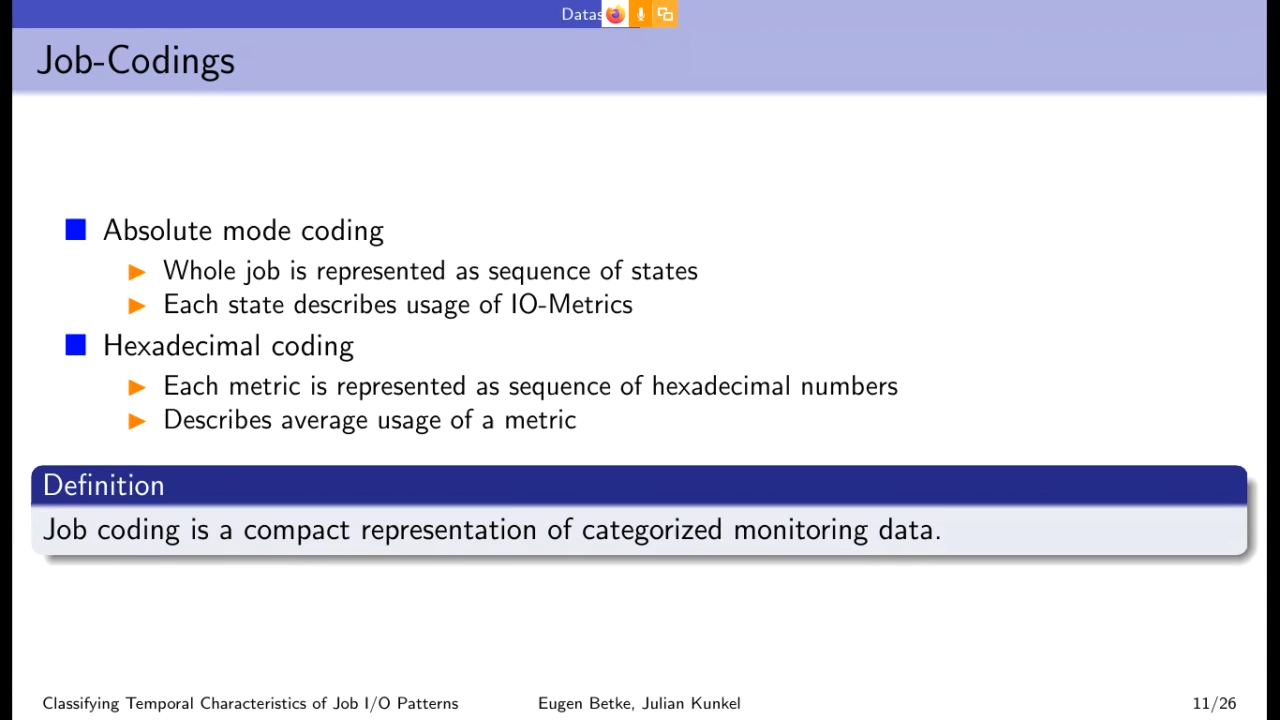 Datas
Job-Codings
Absolute mode coding
Whole job is represented as sequence of states
Each state describes usage of IO-Metrics
Hexadecimal coding
Each metric is represented as sequence of hexadecimal numbers
Describes average usage of a metric
Definition
Job coding is a compact representation of categorized monitoring data.
Classifying Temporal Characteristics of Job I/O Patterns Eugen Betke, Julian Kunkel 11/26